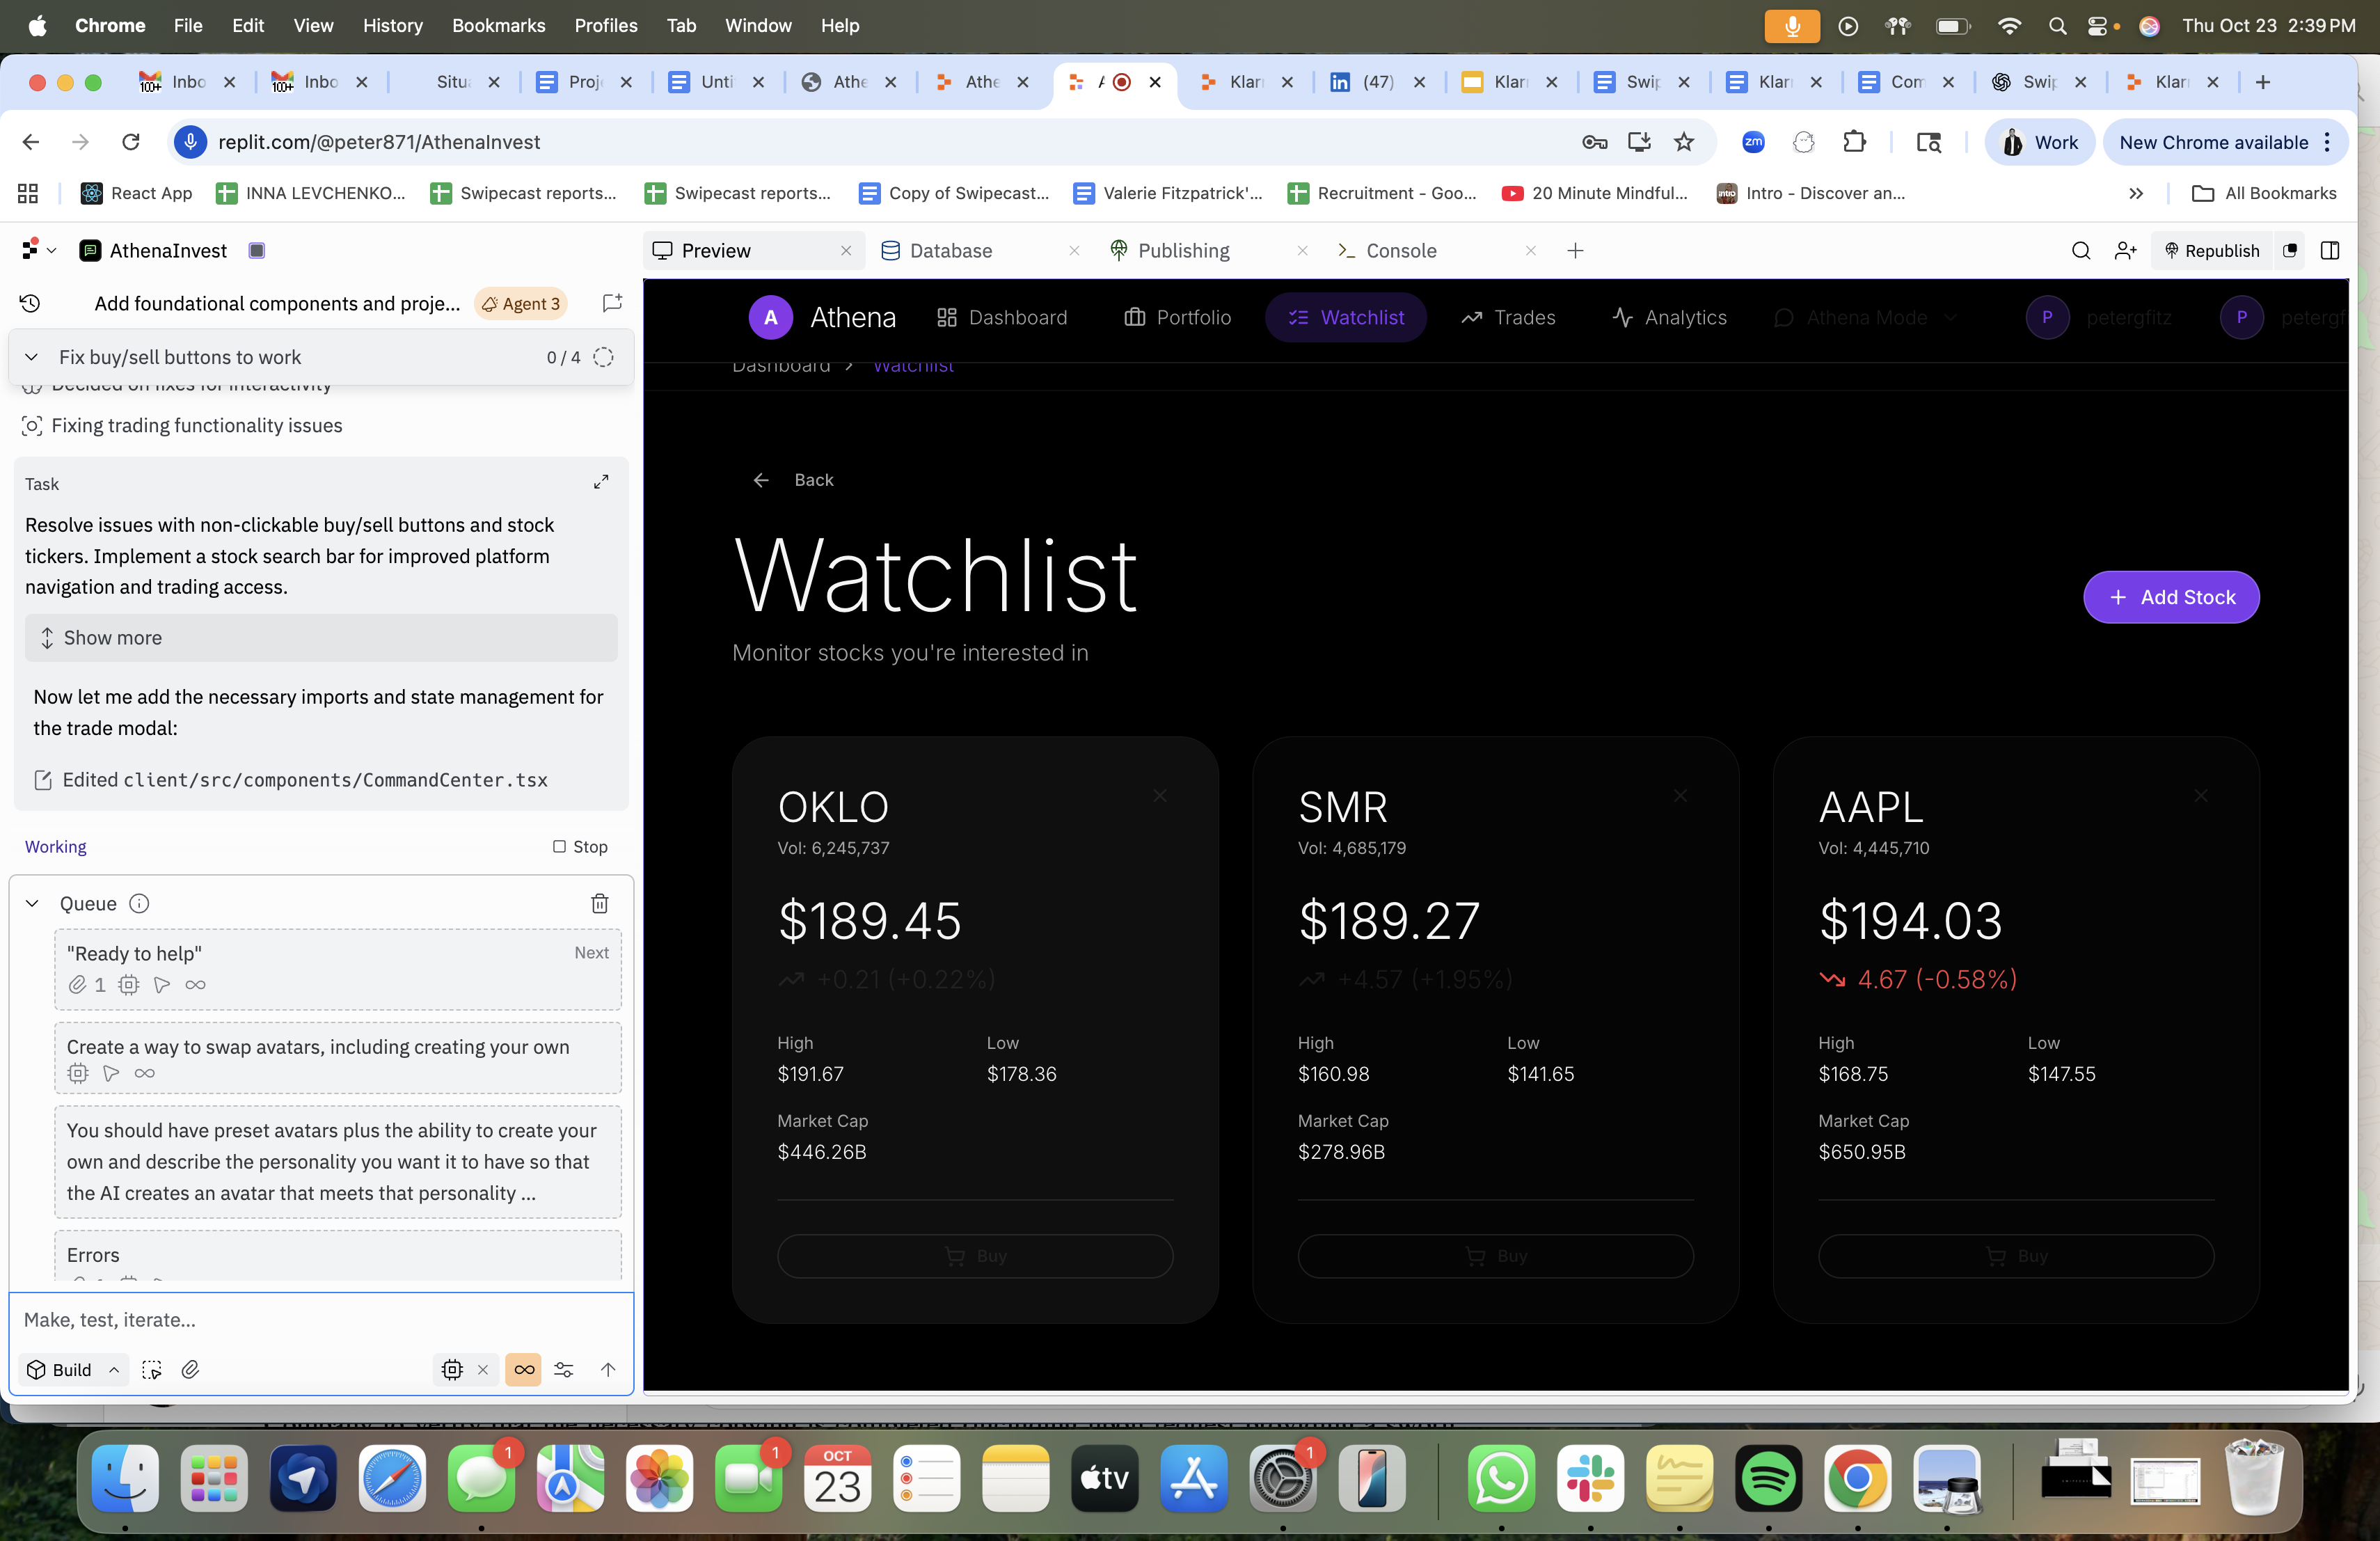 Chrome File Edit View History Bookmarks Profiles Tab Window Help
Thu Oct 23 2:39 PM
Inbo Inbo Situa Proj Unti Athe Athe A Klar (47) Klar Swip Klar Com Swip Klar
replit.com/@peter871/AthenaInvest
zm Work New Chrome available
React App INNA LEVCHENKO... Swipecast reports... Swipecast reports... Copy of Swipecast... Valerie Fitzpatrick'... Recruitment - Goo... 20 Minute Mindful... Intro - Discover an... All Bookmarks
AthenaInvest
Preview Database Publishing Console Republish
Add foundational components and proje... Agent 3
Fix buy/sell buttons to work 0 / 4
Decided on fixes for interactivity
Fixing trading functionality issues
Task
Resolve issues with non-clickable buy/sell buttons and stock
tickers. Implement a stock search bar for improved platform
navigation and trading access.
Show more
Now let me add the necessary imports and state management for
the trade modal:
Edited client/src/components/CommandCenter.tsx
Working Stop
Queue
"Ready to help" Next
1
Create a way to swap avatars, including creating your own
You should have preset avatars plus the ability to create your
own and describe the personality you want it to have so that
the AI creates an avatar that meets that personality ...
Errors
Make, test, iterate...
Build
A Athena Dashboard Portfolio Watchlist Trades Analytics Athena Mode P petergfitz P petergfi
Dashboard > Watchlist
Back
Watchlist
Monitor stocks you're interested in
+ Add Stock
OKLO
Vol: 6,245,737
$189.45
+0.21 (+0.22%)
High Low
$191.67 $178.36
Market Cap
$446.26B
Buy
SMR
Vol: 4,685,179
$189.27
+4.57 (+1.95%)
High Low
$160.98 $141.65
Market Cap
$278.96B
Buy
AAPL
Vol: 4,445,710
$194.03
4.67 (-0.58%)
High Low
$168.75 $147.55
Market Cap
$650.95B
Buy
1 1 OCT 23 tv 1